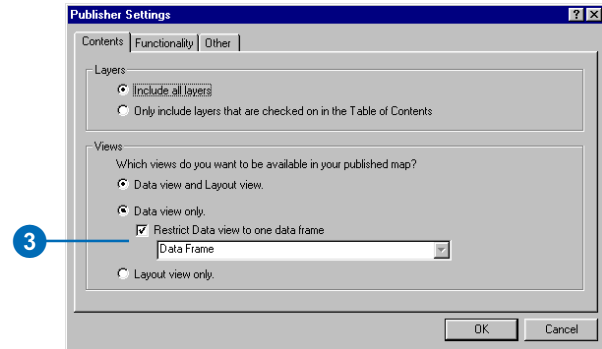 Publisher Settings
Contents Functionality Other
Layers
Include all layers
Only include layers that are checked on in the Table of Contents
Views
Which views do you want to be available in your published map?
Data view and Layout view.
Data view only.
Restrict Data view to one data frame
3
Data Frame
Layout view only.
OK Cancel